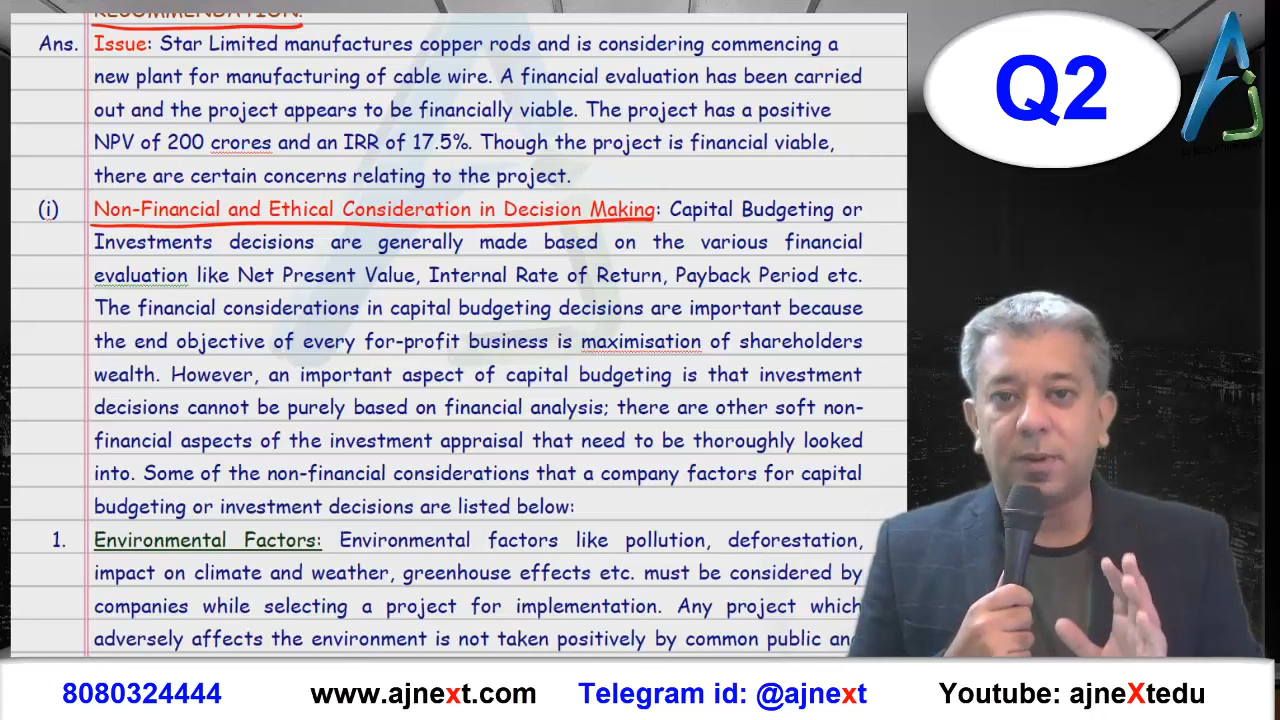 RECOMMENDATION:
Ans. Issue: Star Limited manufactures copper rods and is considering commencing a
new plant for manufacturing of cable wire. A financial evaluation has been carried
out and the project appears to be financially viable. The project has a positive
NPV of 200 crores and an IRR of 17.5%. Though the project is financial viable,
there are certain concerns relating to the project.
(i) Non-Financial and Ethical Consideration in Decision Making: Capital Budgeting or
Investments decisions are generally made based on the various financial
evaluation like Net Present Value, Internal Rate of Return, Payback Period etc.
The financial considerations in capital budgeting decisions are important because
the end objective of every for-profit business is maximisation of shareholders
wealth. However, an important aspect of capital budgeting is that investment
decisions cannot be purely based on financial analysis; there are other soft non-
financial aspects of the investment appraisal that need to be thoroughly looked
into. Some of the non-financial considerations that a company factors for capital
budgeting or investment decisions are listed below:
1. Environmental Factors: Environmental factors like pollution, deforestation,
impact on climate and weather, greenhouse effects etc. must be considered by
companies while selecting a project for implementation. Any project which
adversely affects the environment is not taken positively by common public
Q2
8080324444
www.ajnext.com
Telegram id: @ajnext
Youtube: ajneXtedu